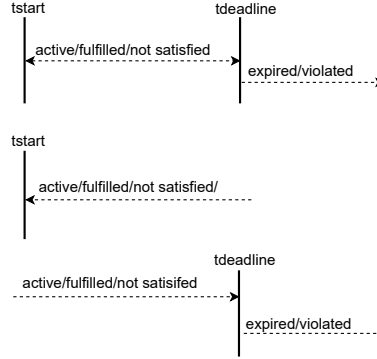 tstart tdeadline
active/fulfilled/not satisfied
expired/violated
tstart
active/fulfilled/not satisfied/
active/fulfilled/not satisifed
tdeadline
expired/violated